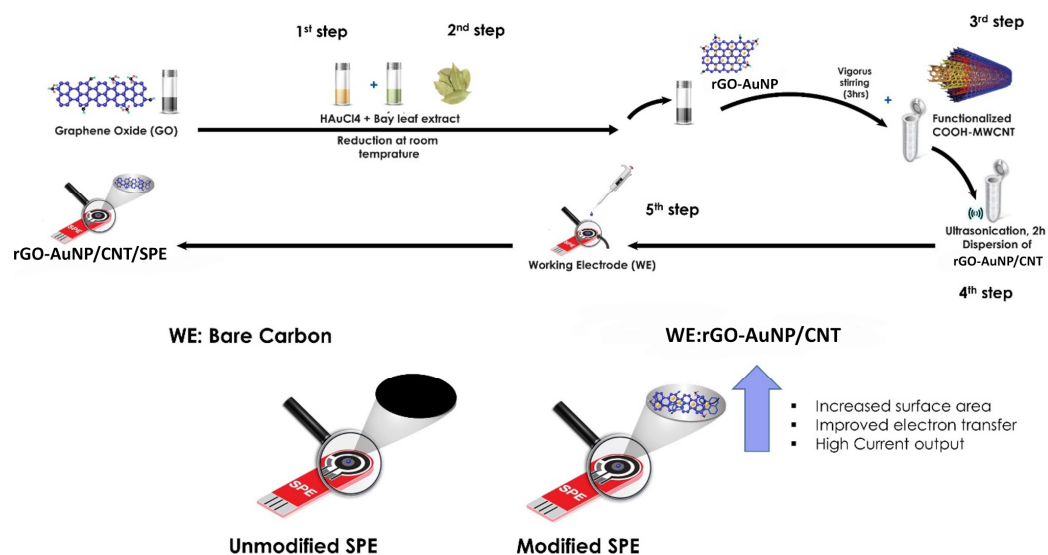 1st step
2nd step
3rd step
rGO-AuNP
Vigorus
stirring
(3hrs)
+
+
HAuCl4 + Bay leaf extract
Graphene Oxide (GO)
Reduction at room
temprature
Functionalized
COOH-MWCNT
5th step
SPE
rGO-AuNP/CNT/SPE
Working Electrode (WE)
Ultrasonication, 2h
Dispersion of
rGO-AuNP/CNT
4th step
WE: Bare Carbon
WE:rGO-AuNP/CNT
▪ Increased surface area
▪ Improved electron transfer
▪ High Current output
SPE
SPE
Unmodified SPE
Modified SPE